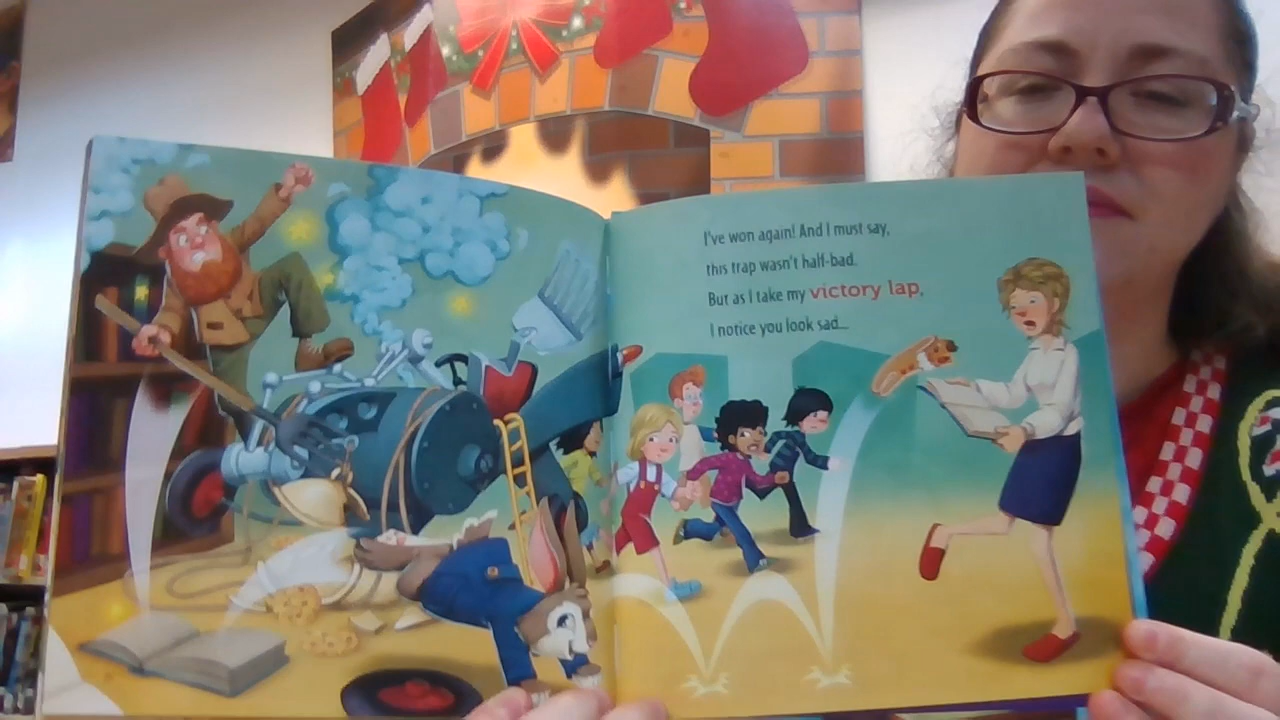 I've won again! And I must say,
this trap wasn't half-bad.
But as I take my victory lap,
I notice you look sad...